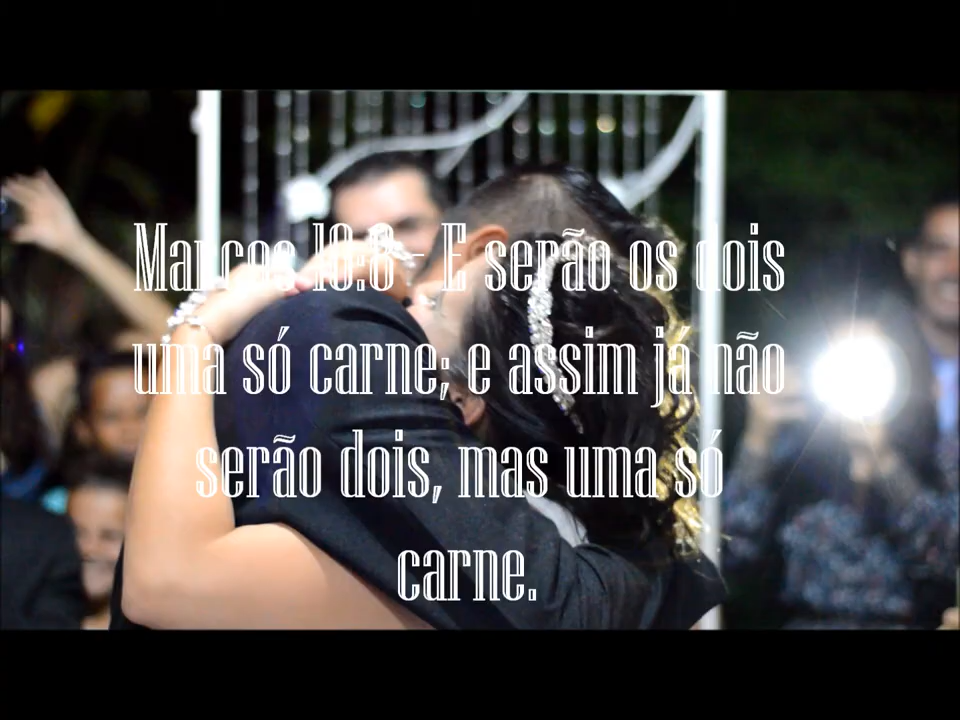 Marcos 10:8 - E serão os dois
uma só carne; e assim já não
serão dois, mas uma só
carne.